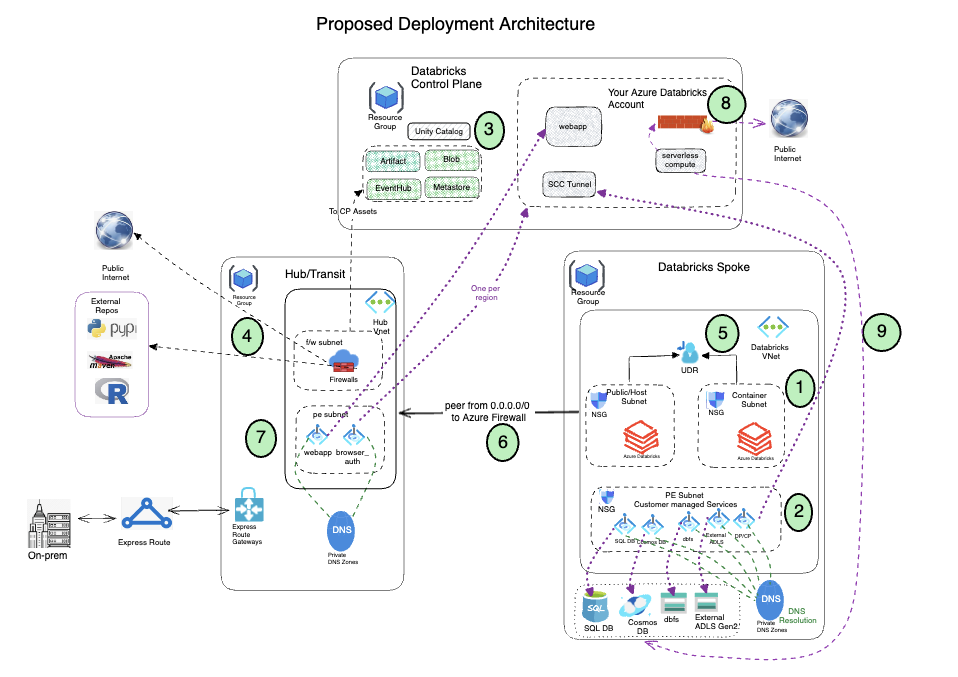 Proposed Deployment Architecture
Databricks
Control Plane
Resource
Group
Unity Catalog
3
Artifact
Blob
EventHub
Metastore
To CP Assets
Your Azure Databricks
Account
8
webapp
serverless
compute
SCC Tunnel
Public
Internet
Public
Internet
External
Repos
pypi
Apache
maven
R
4
Hub/Transit
Resource
Group
Hub
Vnet
f/w subnet
Firewalls
pe subnet
webapp
browser_
auth
7
One per
region
On-prem
Express Route
Express
Route
Gateways
DNS
Private
DNS Zones
peer from 0.0.0.0/0
to Azure Firewall
6
Databricks Spoke
Resource
Group
5
Databricks
VNet
UDR
9
1
Public/Host
Subnet
NSG
Azure Databricks
Container
Subnet
NSG
Azure Databricks
PE Subnet
Customer managed Services
NSG
2
SQL DB
Cosmos DB
dbfs
External
ADLS
DP/CP
SQL
SQL DB
Cosmos
DB
dbfs
External
ADLS Gen2
DNS
Private
DNS Zones
DNS
Resolution